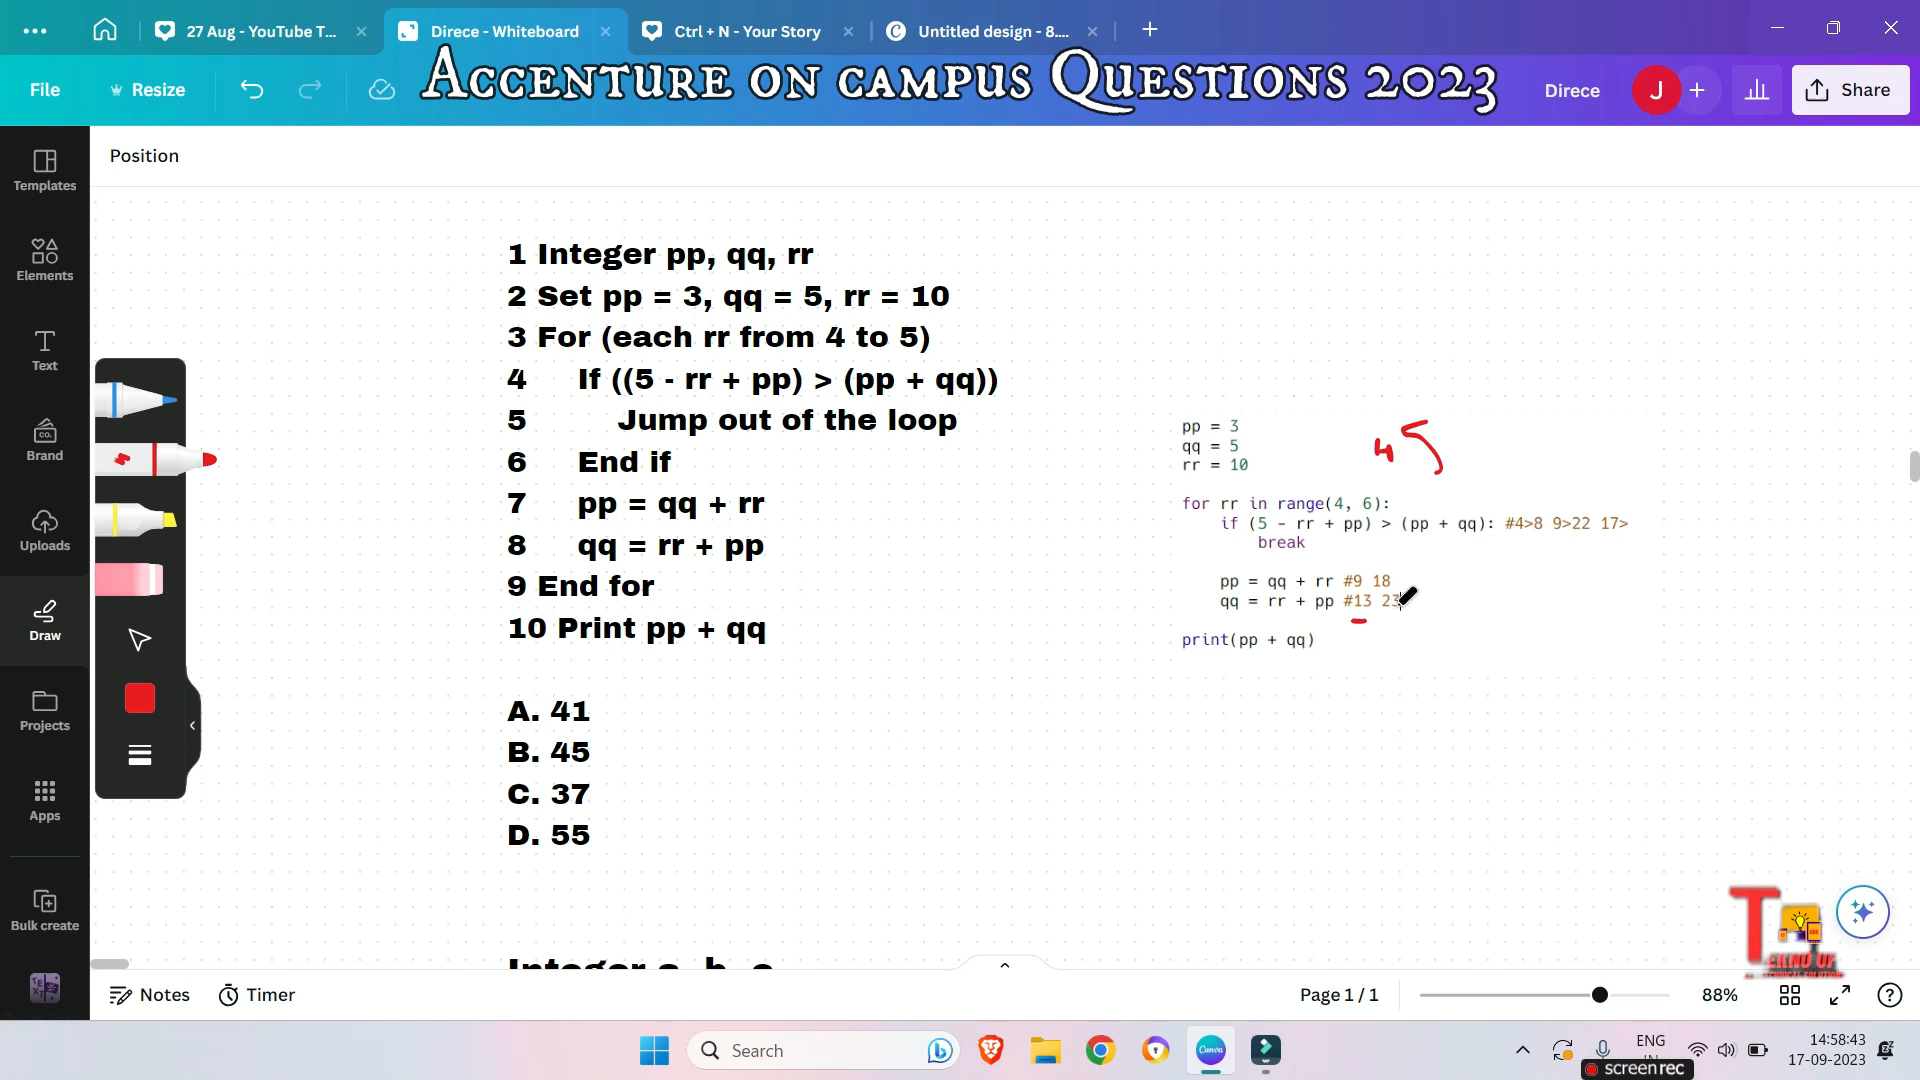 27 Aug - YouTube T...
Direce - Whiteboard
Ctrl + N - Your Story
Untitled design - 8....
File
Resize
ACCENTURE ON CAMPUS QUESTIONS 2023
Direce
J
Share
Position
Templates
Elements
Text
Brand
Uploads
Draw
Projects
Apps
Bulk create
1 Integer pp, qq, rr
2 Set pp = 3, qq = 5, rr = 10
3 For (each rr from 4 to 5)
4 If ((5 - rr + pp) > (pp + qq))
5 Jump out of the loop
6 End if
7 pp = qq + rr
8 qq = rr + pp
9 End for
10 Print pp + qq
A. 41
B. 45
C. 37
D. 55
pp = 3
qq = 5
rr = 10
4
for rr in range(4, 6):
if (5 - rr + pp) > (pp + qq): #4>8 9>22 17>
break
pp = qq + rr #9 18
qq = rr + pp #13 23
print(pp + qq)
Integer a, b, c
T
EKNO UF
Notes
Timer
Page 1 / 1
88%
Search
Canva
ENG
IN
14:58:43
17-09-2023
screenrec